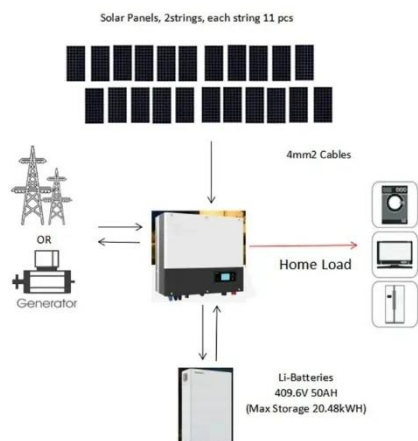 Solar Panels, 2strings, each string 11 pcs
4mm2 Cables
OR
Home Load
Generator
Li-Batteries
409.6V 50AH
(Max Storage 20.48kWH)